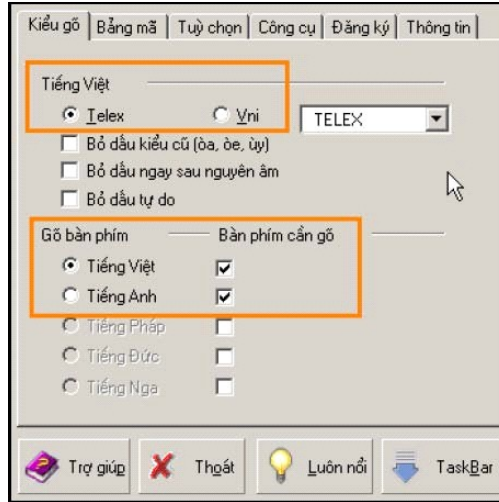 Kiểu gõ Bảng mã Tuỳ chọn Công cụ Đăng ký Thông tin
Tiếng Việt
Telex Vni TELEX
Bỏ dấu kiểu cũ (òa, òe, ùy)
Bỏ dấu ngay sau nguyên âm
Bỏ dấu tự do
Gõ bàn phím Bàn phím cần gõ
Tiếng Việt
Tiếng Anh
Tiếng Pháp
Tiếng Đức
Tiếng Nga
Trợ giúp Thoát Luôn nổi TaskBar